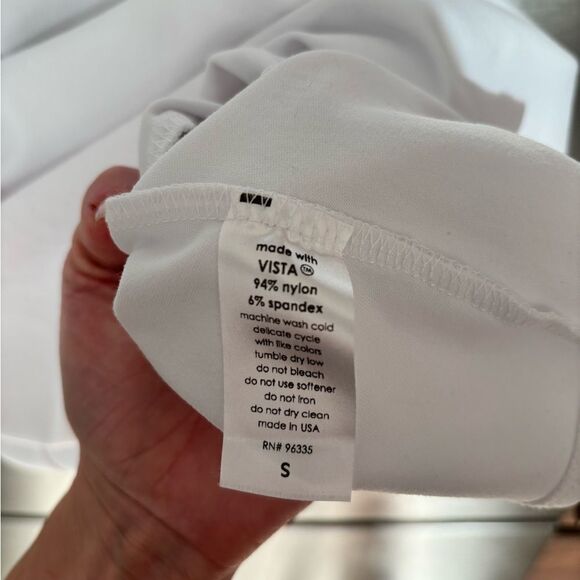 made with
VISTA™
94% nylon
6% spandex
machine wash cold
delicate cycle
with like colors
tumble dry low
do not bleach
do not use softener
do not iron
do not dry clean
made in USA
RN# 96335
S